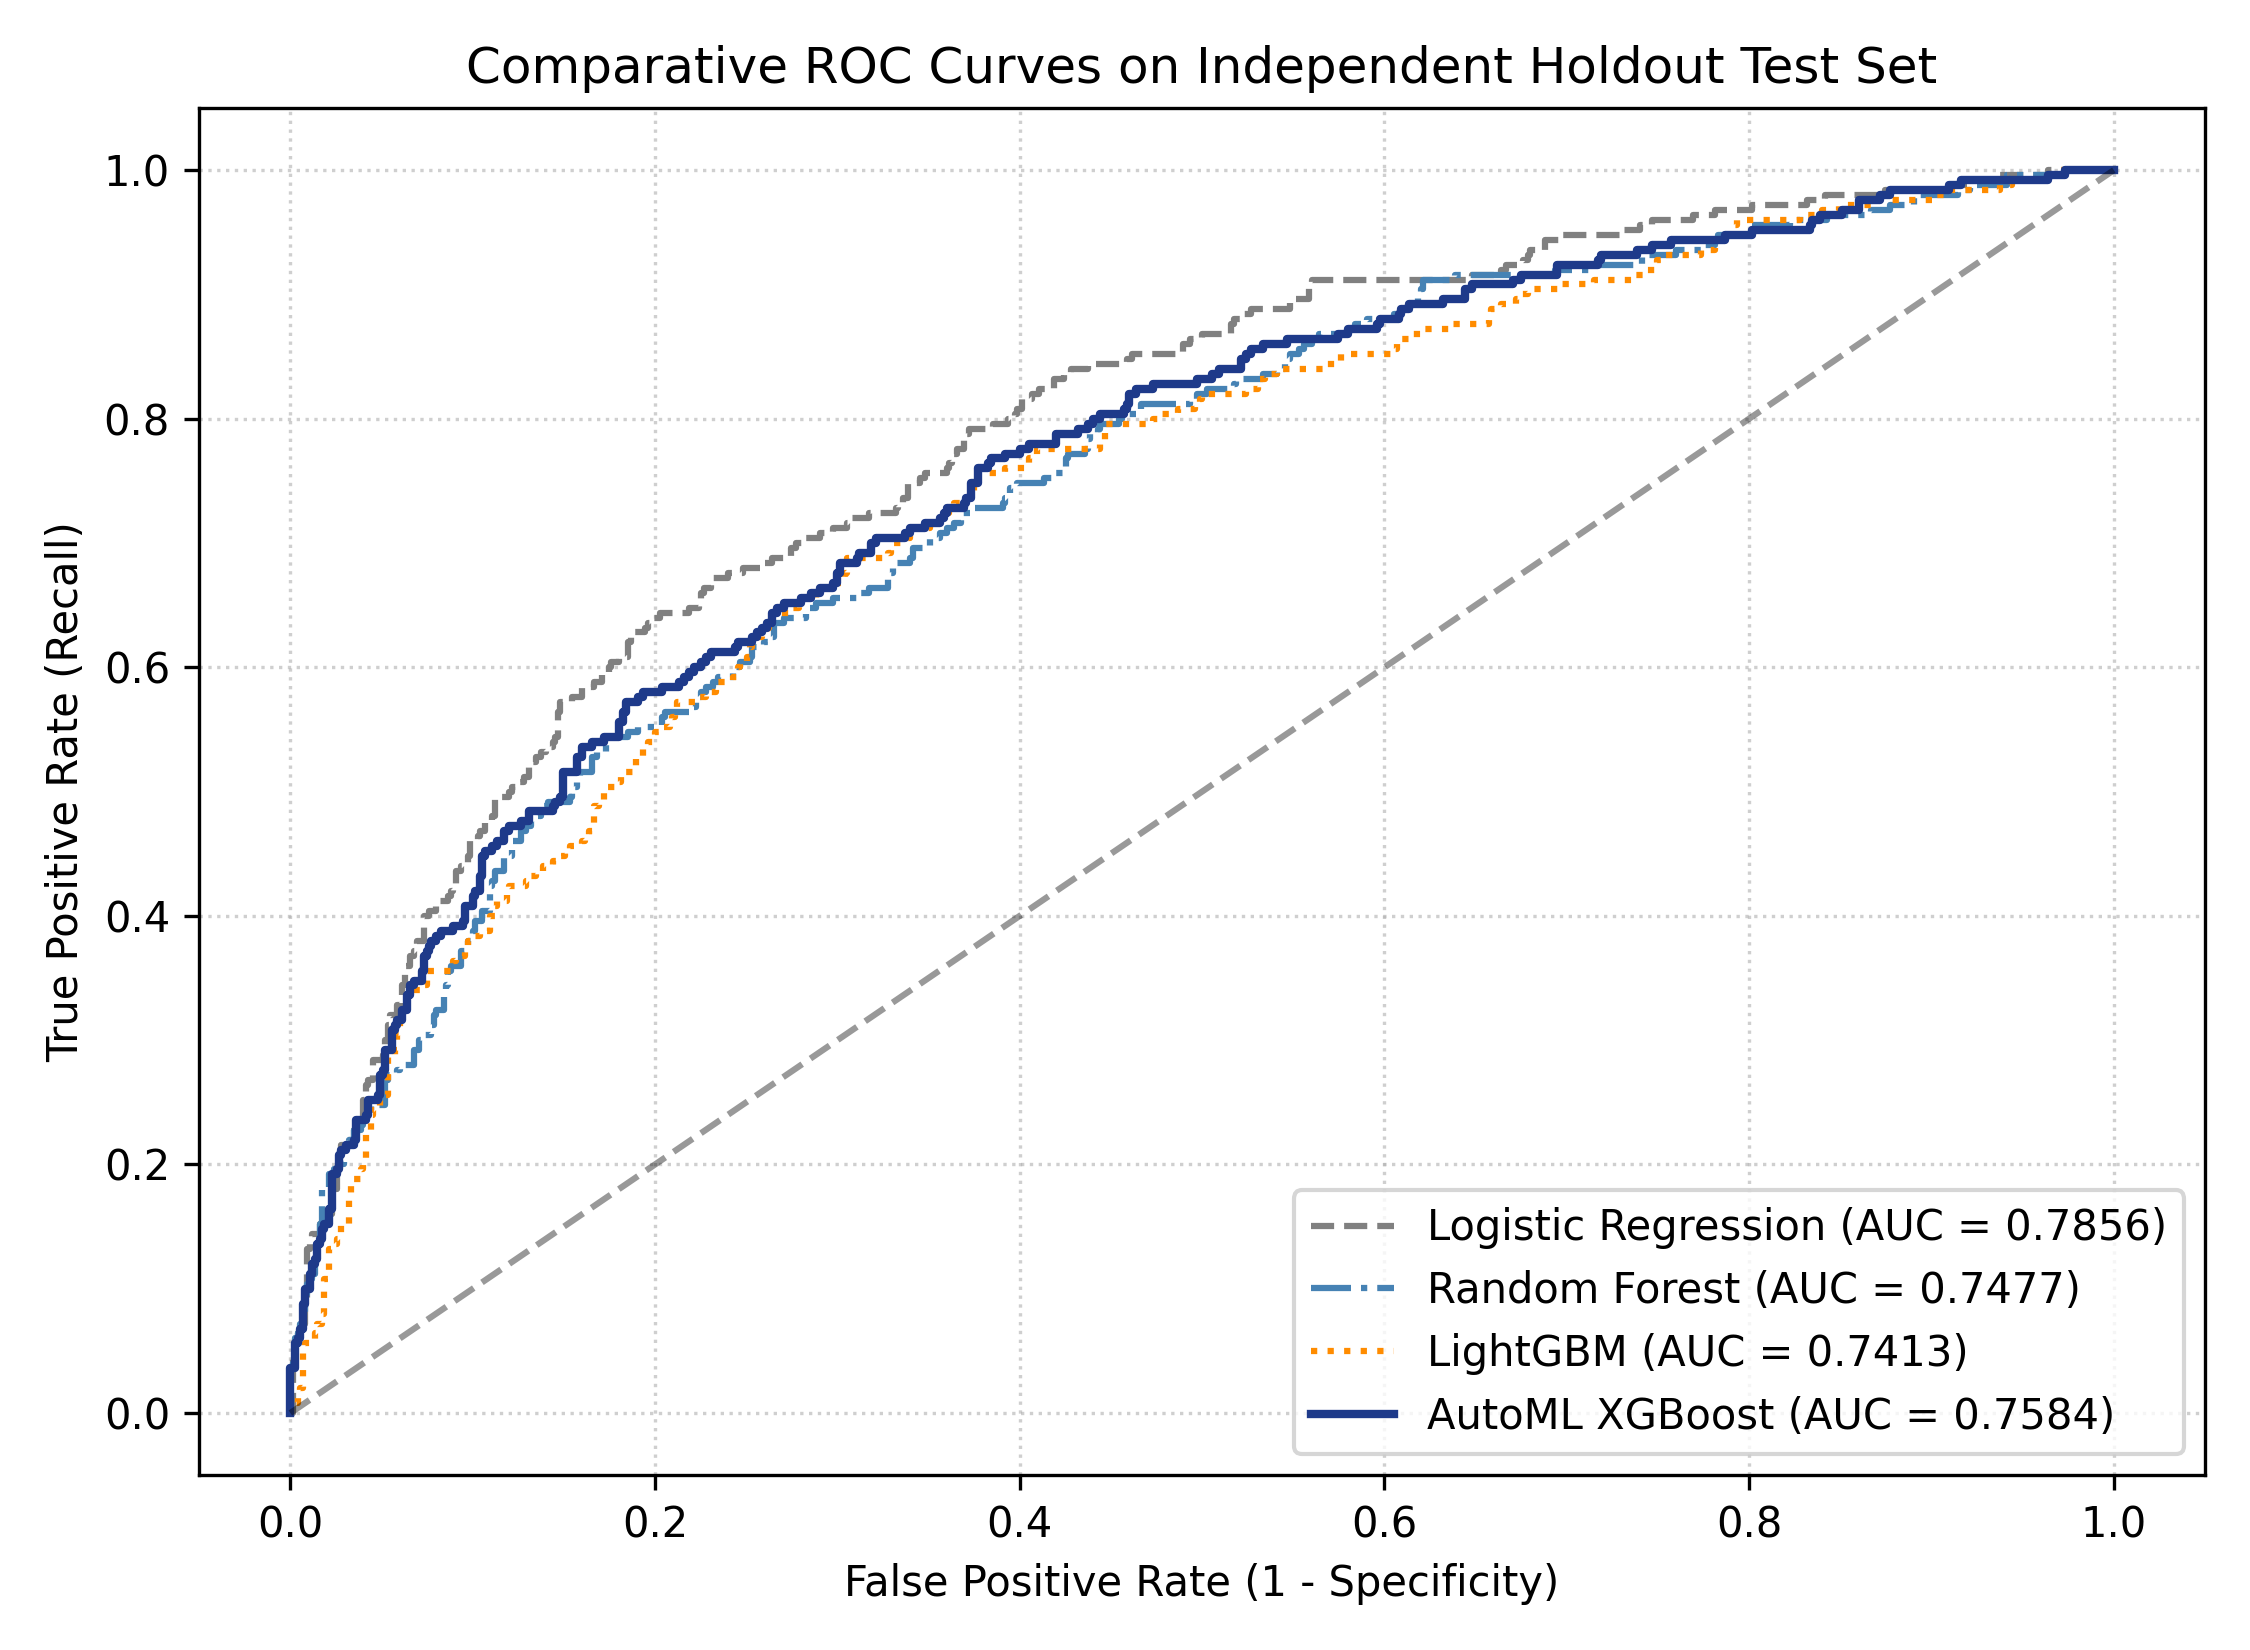 Comparative ROC Curves on Independent Holdout Test Set
True Positive Rate (Recall)
1.0
0.8
0.6
0.4
0.2
0.0
Logistic Regression (AUC = 0.7856)
Random Forest (AUC = 0.7477)
LightGBM (AUC = 0.7413)
AutoML XGBoost (AUC = 0.7584)
0.0 0.2 0.4 0.6 0.8 1.0
False Positive Rate (1 - Specificity)